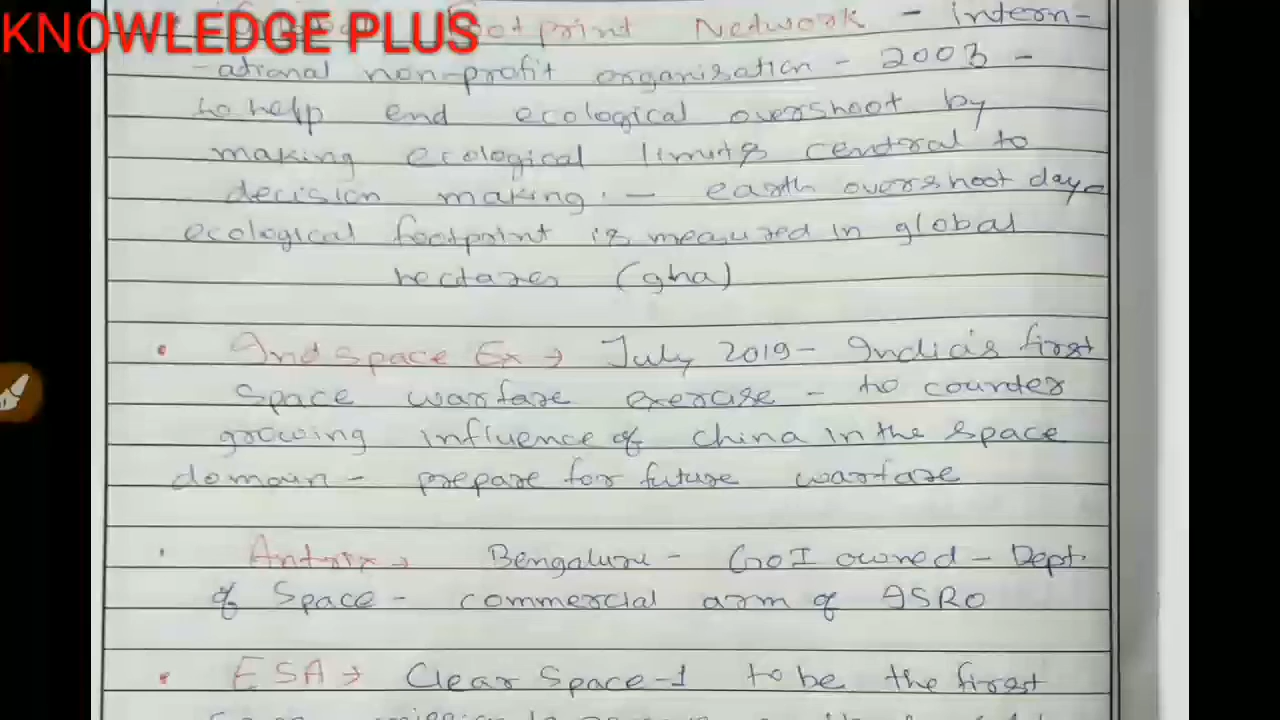 KNOWLEDGE PLUS
Footprint Network - intern-
-ational non-profit organisation - 2003 -
to help end ecological overshoot by
making ecological limits central to
decision making. - earth overshoot day -
ecological footprint is measured in global
hectares (gha)
• IndSpace Ex → July 2019 - India's first
Space warfare exercise - to counter
growing influence of china in the space
domain - prepare for future warfare
• Antrix → Bengaluru - GoI owned - Dept.
of Space - commercial arm of ISRO
• ESA → Clear Space-1 to be the first